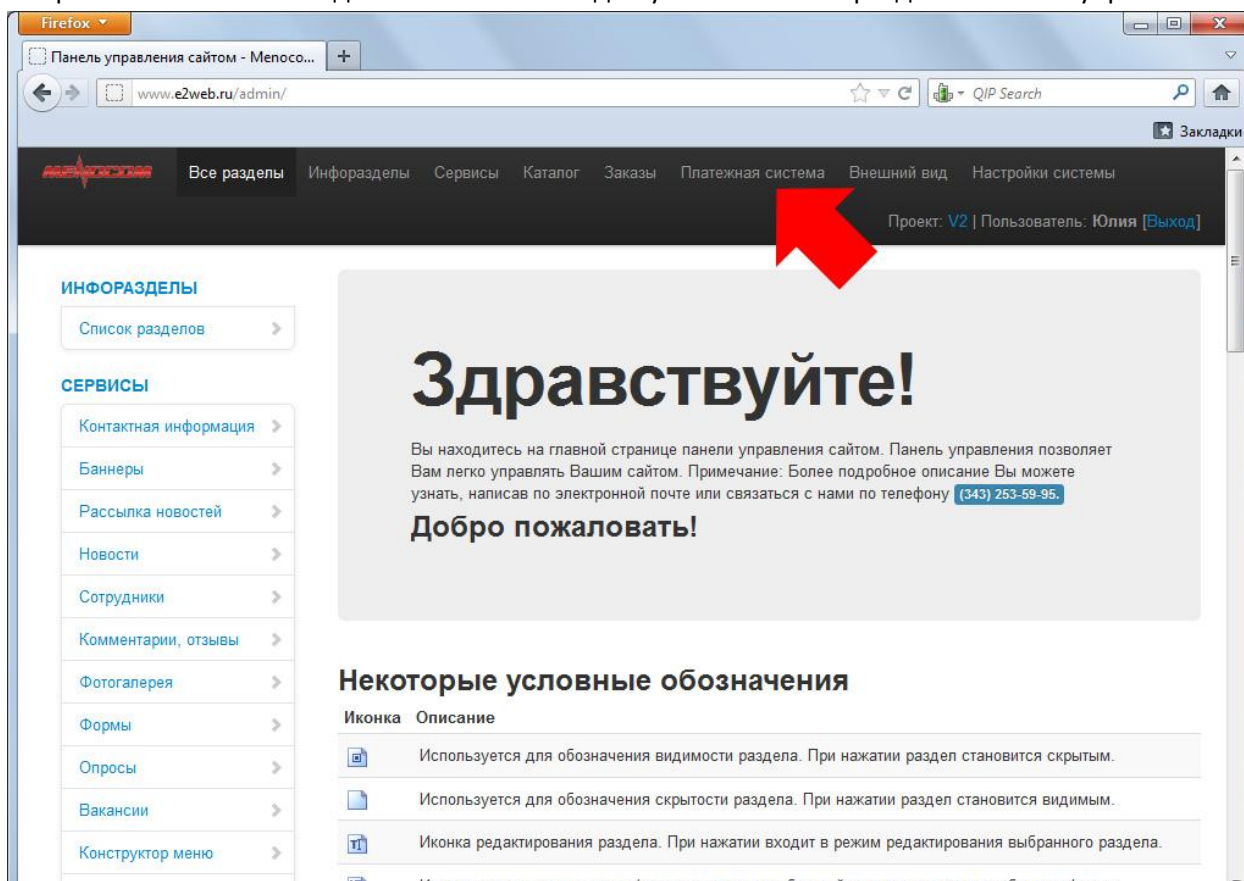 Firefox
Панель управления сайтом - Menoco...
www.e2web.ru/admin/
QIP Search
Закладки
MENOCOM
Все разделы Инфоразделы Сервисы Каталог Заказы Платежная система Внешний вид Настройки системы
Проект: V2 | Пользователь: Юлия [Выход]
ИНФОРАЗДЕЛЫ
Список разделов
СЕРВИСЫ
Контактная информация
Баннеры
Рассылка новостей
Новости
Сотрудники
Комментарии, отзывы
Фотогалерея
Формы
Опросы
Вакансии
Конструктор меню
Здравствуйте!
Вы находитесь на главной странице панели управления сайтом. Панель управления позволяет
Вам легко управлять Вашим сайтом. Примечание: Более подробное описание Вы можете
узнать, написав по электронной почте или связаться с нами по телефону (343) 253-59-95.
Добро пожаловать!
Некоторые условные обозначения
Иконка Описание
Используется для обозначения видимости раздела. При нажатии раздел становится скрытым.
Используется для обозначения скрытости раздела. При нажатии раздел становится видимым.
Иконка редактирования раздела. При нажатии входит в режим редактирования выбранного раздела.